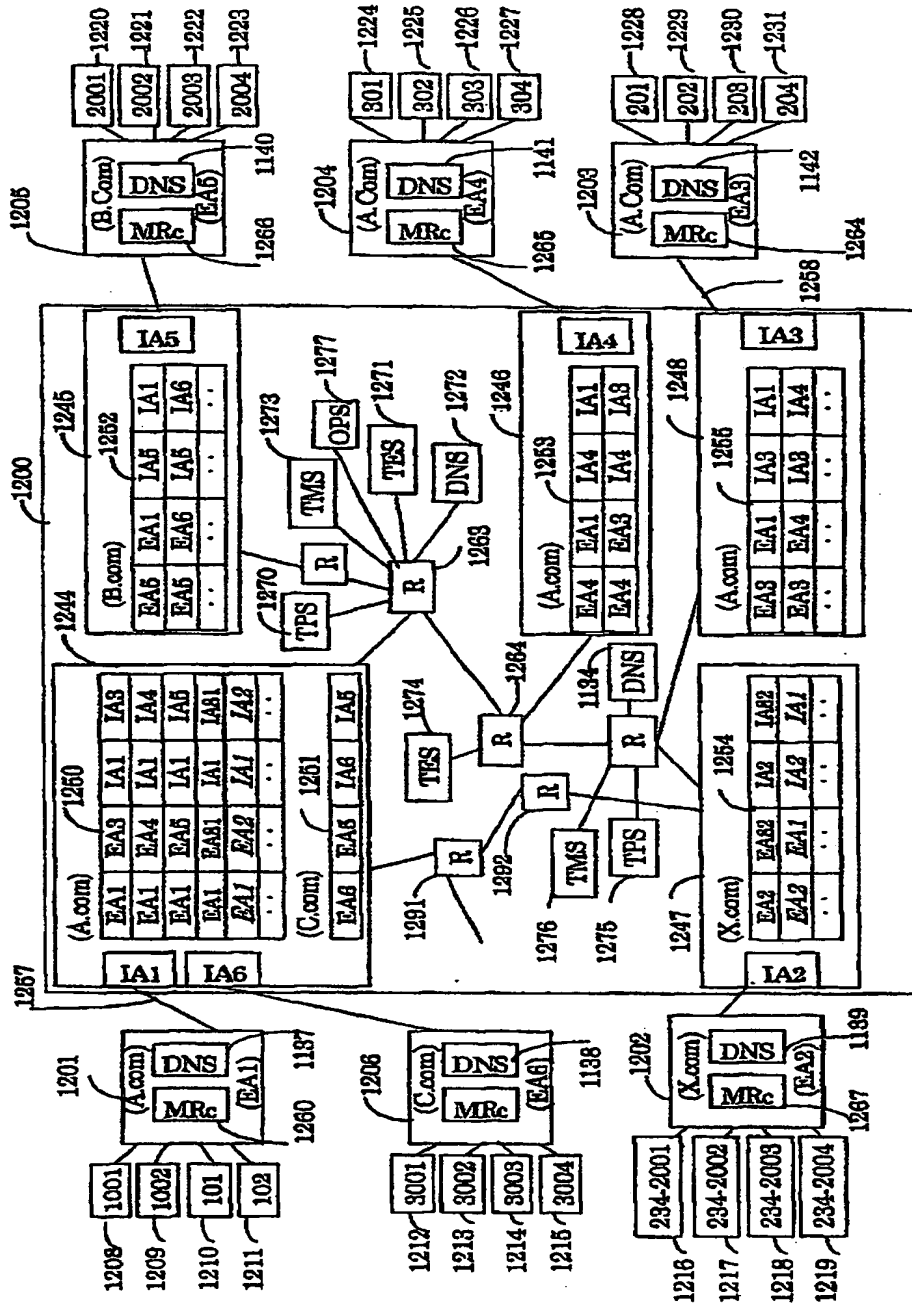 1201
(A.com)
MRc
DNS
(EA1)
1001
1002
101
102
1208
1209
1210
1211
1260
1137
1257
1206
(C.com)
MRc
DNS
(EA6)
3001
3002
3003
3004
1212
1213
1214
1215
1138
1202
(X.com)
MRc
DNS
(EA2)
234-2001
234-2002
234-2003
234-2004
1216
1217
1218
1219
1267
1139
1200
1244
IA1
IA6
(A.com)
1250
EA1 EA3 IA1 IA3
EA1 EA4 IA1 IA4
EA1 EA5 IA1 IA5
EA1 EA81 IA1 IA81
EA1 EA2 IA1 IA2
: : : :
(C.com)
1251
EA6 EA5 IA6 IA5
1247
IA2
(X.com)
1254
EA2 EA82 IA2 IA82
EA2 EA1 IA2 IA1
: : : :
1291
R
1292
R
1274
TES
1264
R
1276
TMS
1275
TPS
R
DNS
1134
1270
TPS
R
1273
TMS
OPS
1277
TES
1271
DNS
1272
R
1263
1245
(B.com)
1252
IA5
EA5 EA1 IA5 IA1
EA5 EA6 IA5 IA6
: : : :
1246
(A.com)
1253
IA4
EA4 EA1 IA4 IA1
EA4 EA3 IA4 IA3
: : : :
1248
(A.com)
1255
IA3
EA3 EA1 IA3 IA1
EA3 EA4 IA3 IA4
: : : :
1258
1205
(B.Com)
MRc
DNS
(EA5)
2001
2002
2003
2004
1220
1221
1222
1223
1266
1140
1204
(A.Com)
MRc
DNS
(EA4)
301
302
303
304
1224
1225
1226
1227
1265
1141
1203
(A.Com)
MRc
DNS
(EA3)
201
202
203
204
1228
1229
1230
1231
1264
1142